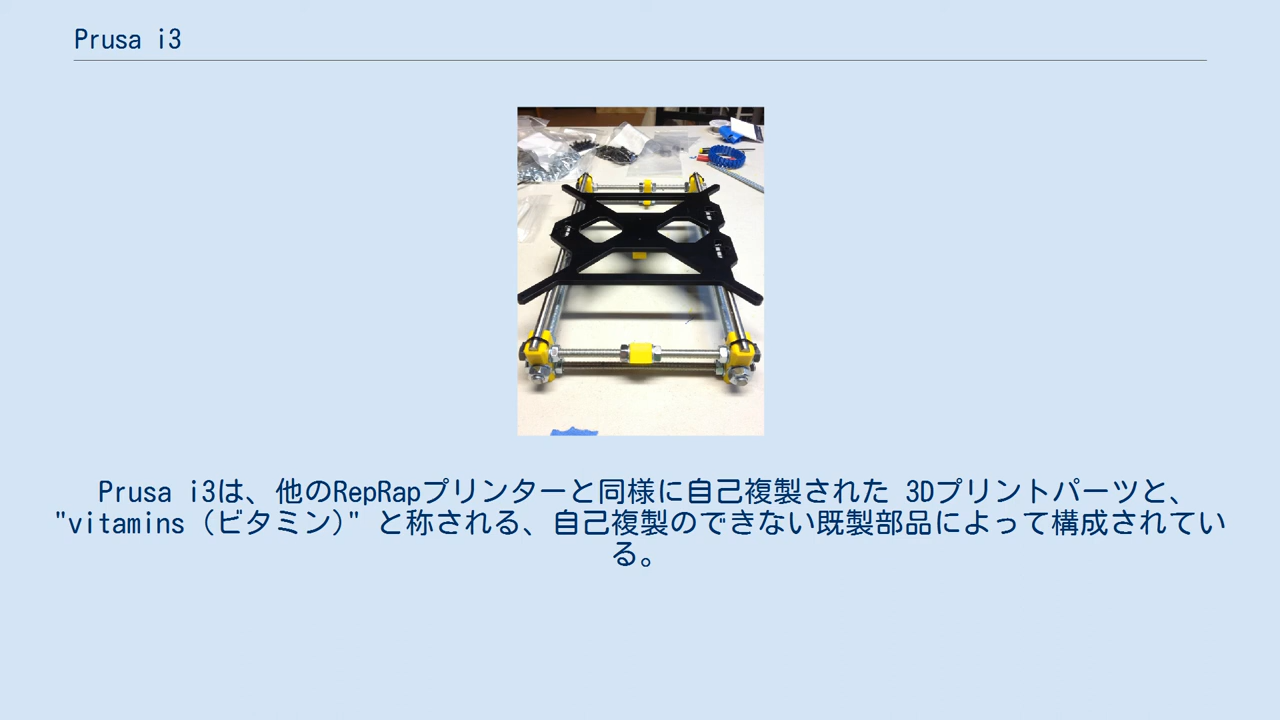 Prusa i3
Prusa i3は、他のRepRapプリンターと同様に自己複製された 3Dプリントパーツと、
"vitamins（ビタミン）" と称される、自己複製のできない既製部品によって構成されてい
る。